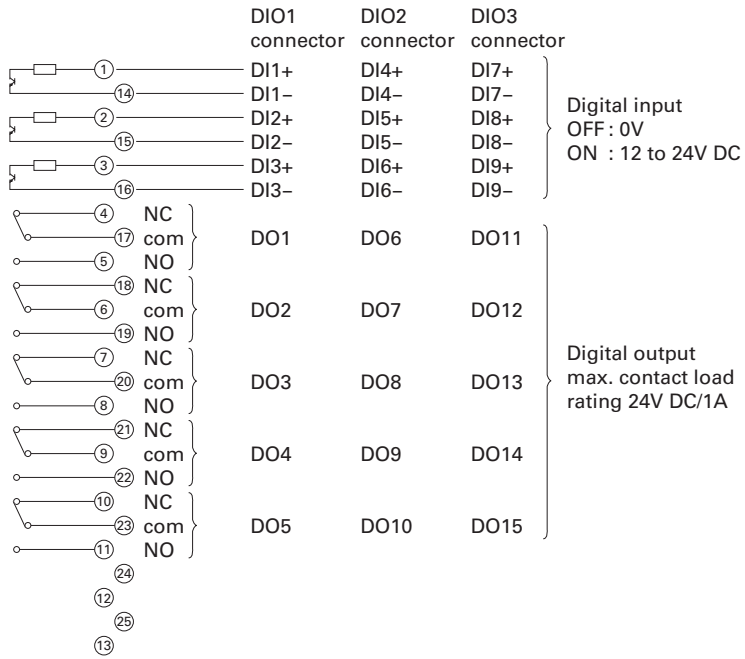 DIO1 DIO2 DIO3
connector connector connector
1 DI1+ DI4+ DI7+
14 DI1– DI4– DI7–
2 DI2+ DI5+ DI8+
15 DI2– DI5– DI8–
3 DI3+ DI6+ DI9+
16 DI3– DI6– DI9–
Digital input
OFF : 0V
ON : 12 to 24V DC
4 NC
17 com DO1 DO6 DO11
5 NO
18 NC
6 com DO2 DO7 DO12
19 NO
7 NC
20 com DO3 DO8 DO13
8 NO
21 NC
9 com DO4 DO9 DO14
22 NO
10 NC
23 com DO5 DO10 DO15
11 NO
Digital output
max. contact load
rating 24V DC/1A
24
12
25
13